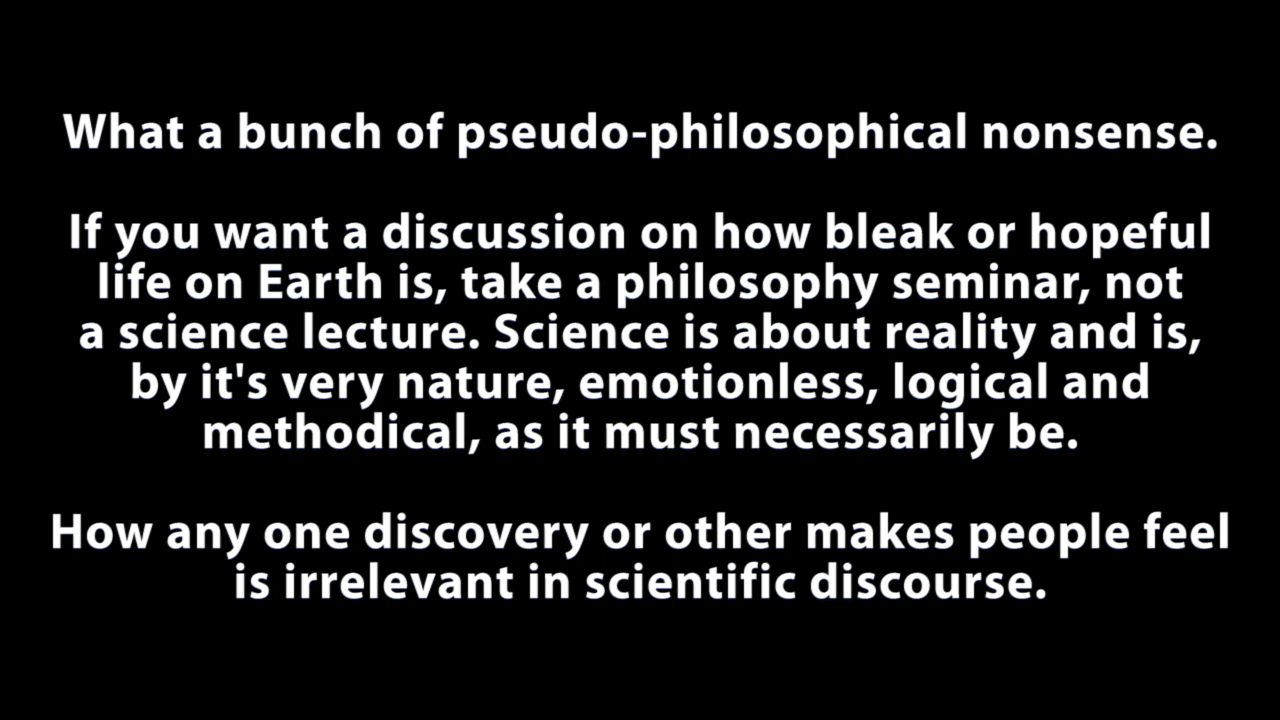 What a bunch of pseudo-philosophical nonsense.
If you want a discussion on how bleak or hopeful
life on Earth is, take a philosophy seminar, not
a science lecture. Science is about reality and is,
by it's very nature, emotionless, logical and
methodical, as it must necessarily be.
How any one discovery or other makes people feel
is irrelevant in scientific discourse.